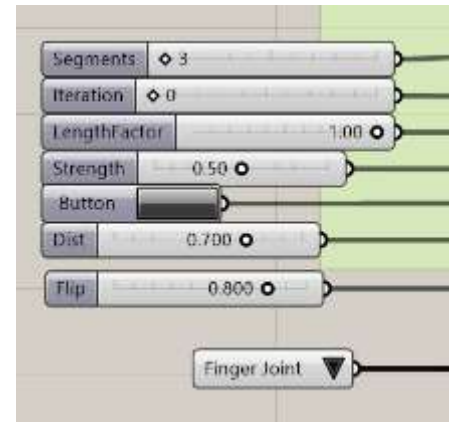 Segments 3
Iteration 0
LengthFactor 1.00
Strength 0.50
Button
Dist 0.700
Flip 0.800
Finger Joint